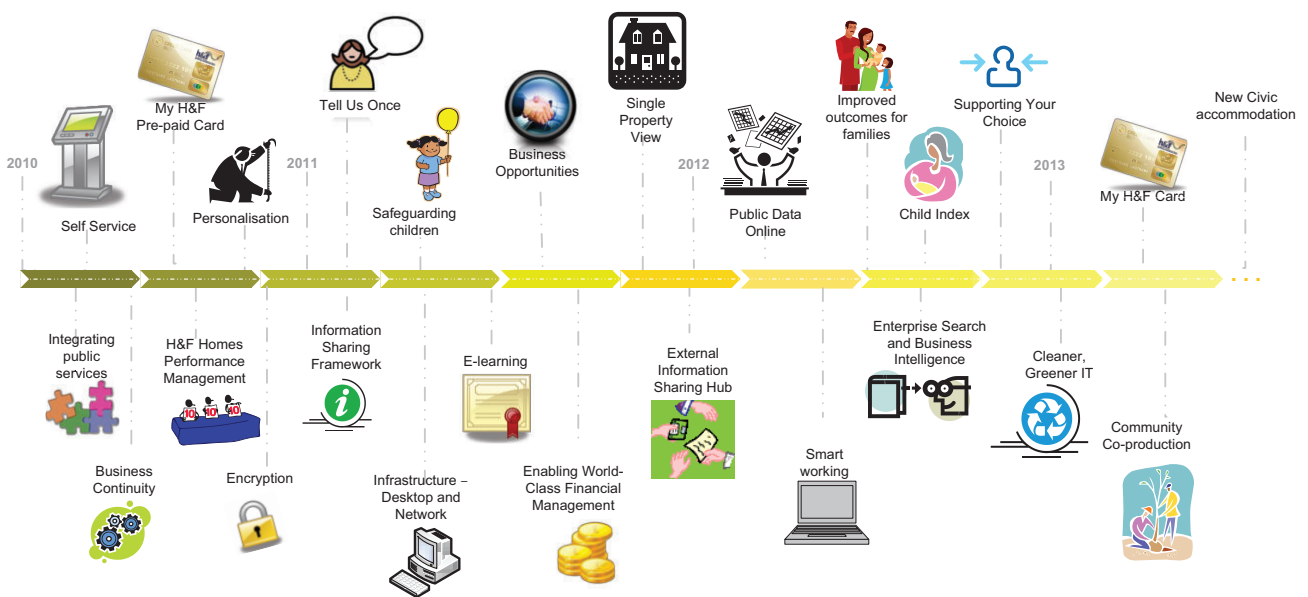 2010
Self Service
My H&F
Pre-paid Card
Personalisation
2011
Tell Us Once
Safeguarding
children
Business
Opportunities
Single
Property
View
2012
Public Data
Online
Improved
outcomes for
families
Child Index
Supporting Your
Choice
2013
My H&F Card
New Civic
accommodation
Integrating
public
services
Business
Continuity
H&F Homes
Performance
Management
10 10 10
Encryption
Information
Sharing
Framework
i
Infrastructure –
Desktop and
Network
E-learning
Enabling World-
Class Financial
Management
External
Information
Sharing Hub
Smart
working
Enterprise Search
and Business
Intelligence
Cleaner,
Greener IT
Community
Co-production